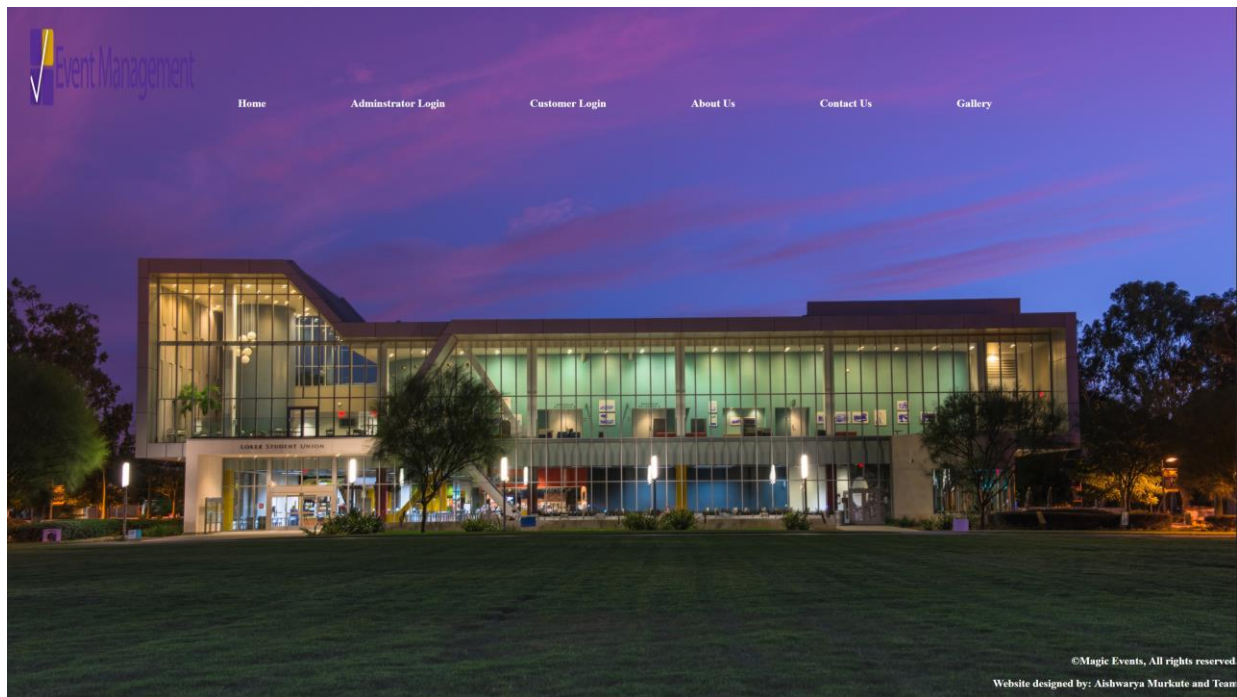 Event Management
Home Adminstrator Login Customer Login About Us Contact Us Gallery
LOKER STUDENT UNION
©Magic Events, All rights reserved.
Website designed by: Aishwarya Murkute and Team